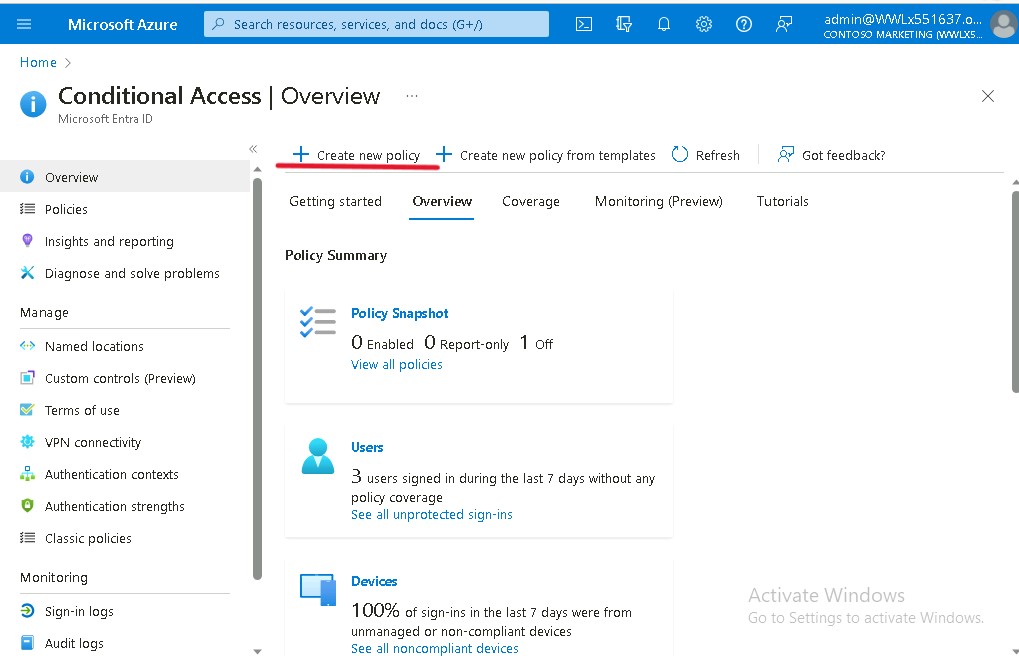 Microsoft Azure
Search resources, services, and docs (G+/)
admin@WWLx551637.o...
CONTOSO MARKETING (WWLX5...
Home
Conditional Access | Overview ...
Microsoft Entra ID
Create new policy
Create new policy from templates
Refresh
Got feedback?
Overview
Policies
Insights and reporting
Diagnose and solve problems
Manage
Named locations
Custom controls (Preview)
Terms of use
VPN connectivity
Authentication contexts
Authentication strengths
Classic policies
Monitoring
Sign-in logs
Audit logs
Getting started
Overview
Coverage
Monitoring (Preview)
Tutorials
Policy Summary
Policy Snapshot
0 Enabled 0 Report-only 1 Off
View all policies
Users
3 users signed in during the last 7 days without any
policy coverage
See all unprotected sign-ins
Devices
100% of sign-ins in the last 7 days were from
unmanaged or non-compliant devices
See all noncompliant devices
Activate Windows
Go to Settings to activate Windows.